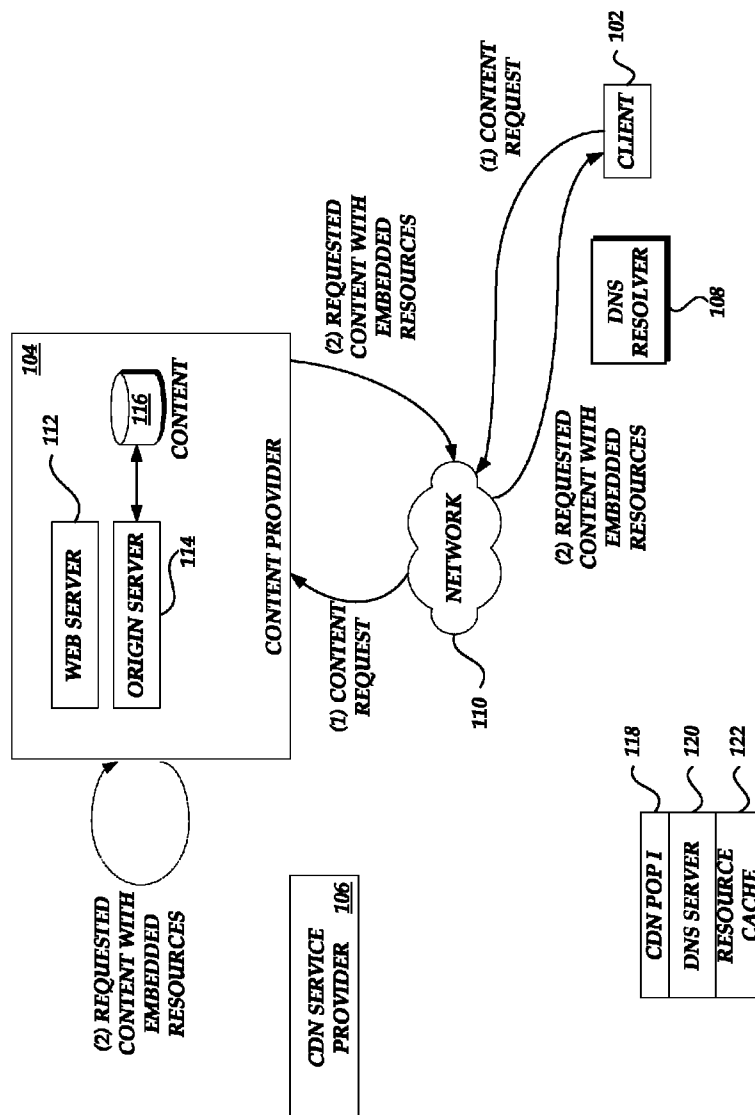 (2) REQUESTED
CONTENT WITH
EMBEDDED
RESOURCES
CDN SERVICE
PROVIDER
106
104
WEB SERVER
112
ORIGIN SERVER
114
116
CONTENT
CONTENT PROVIDER
(1) CONTENT
REQUEST
(2) REQUESTED
CONTENT WITH
EMBEDDED
RESOURCES
NETWORK
110
(1) CONTENT
REQUEST
(2) REQUESTED
CONTENT WITH
EMBEDDED
RESOURCES
CLIENT
102
DNS
RESOLVER
108
CDN POP 1
118
DNS SERVER
120
RESOURCE
CACHE
122